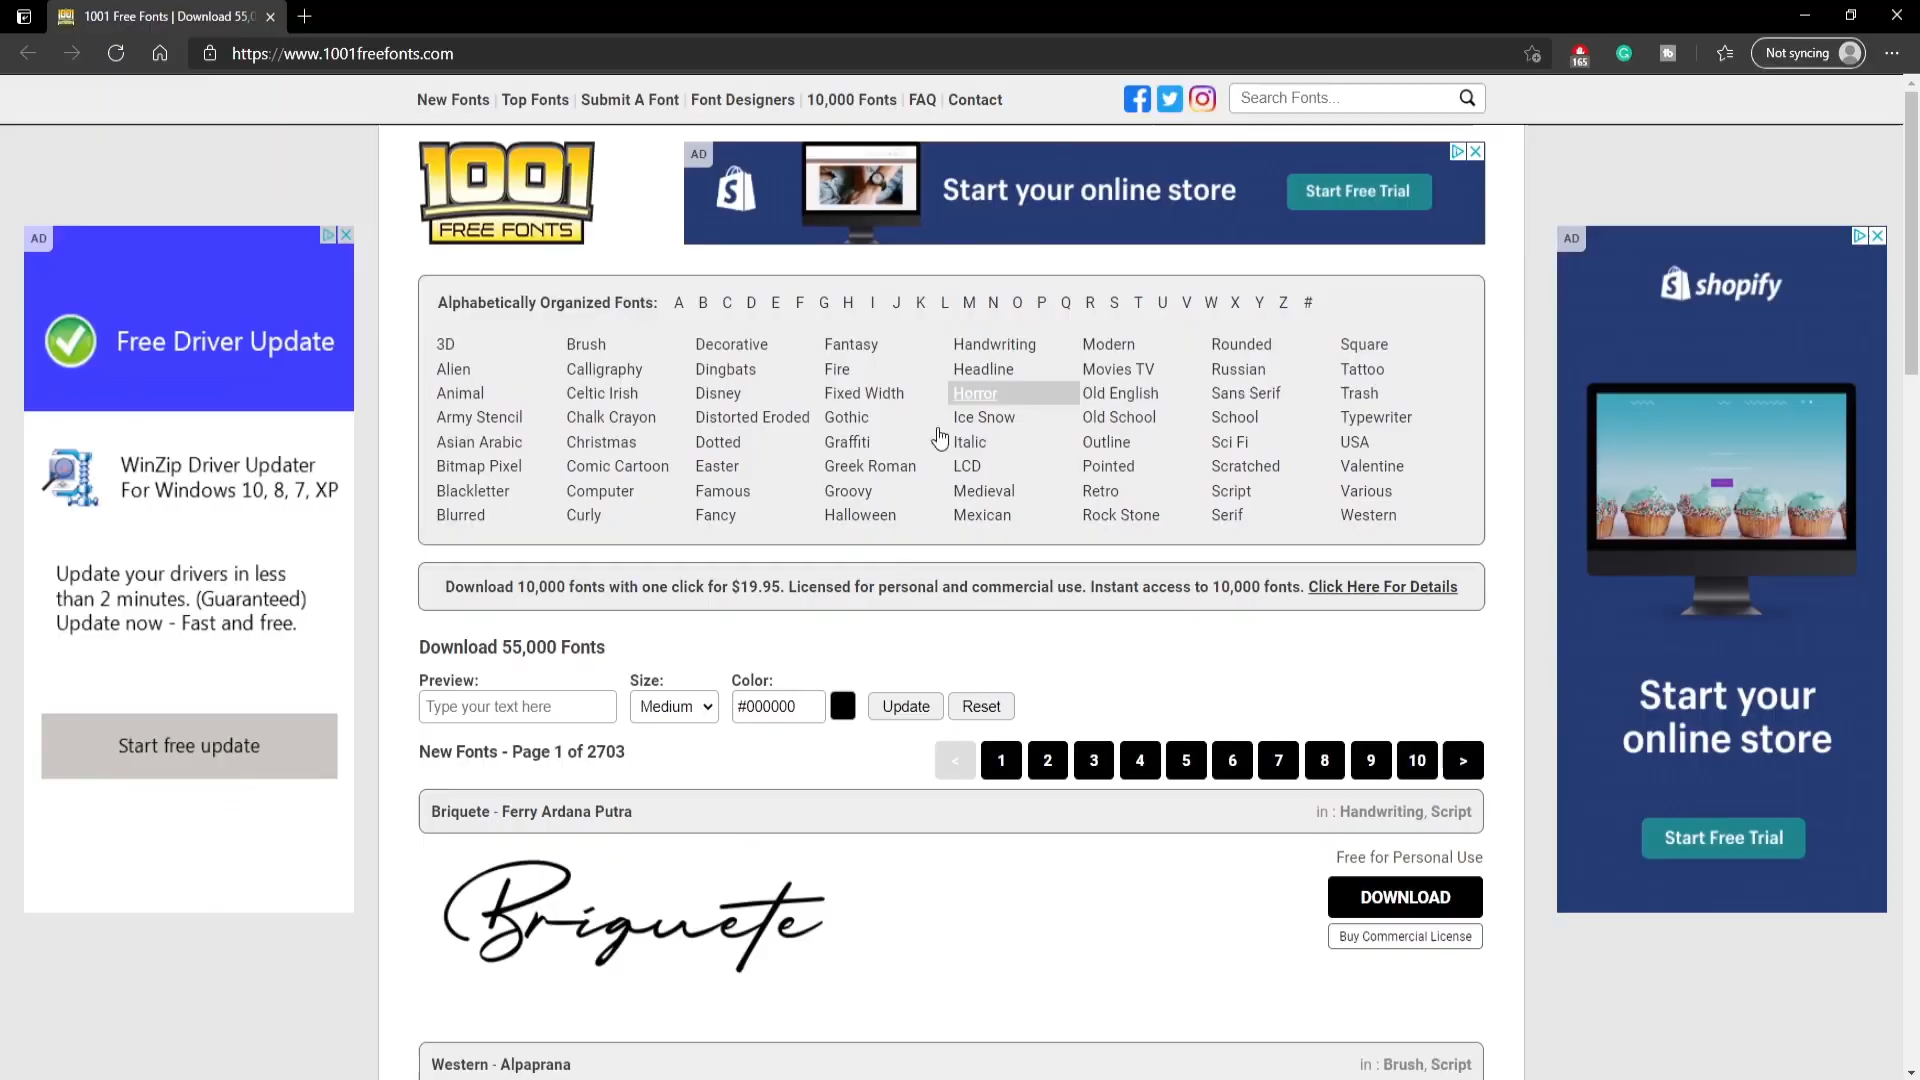 1001 Free Fonts | Download 55,0
https://www.1001freefonts.com
165
Not syncing
New Fonts | Top Fonts | Submit A Font | Font Designers | 10,000 Fonts | FAQ | Contact
Search Fonts...
1001
FREE FONTS
AD
Start your online store
Start Free Trial
AD
Free Driver Update
WinZip Driver Updater
For Windows 10, 8, 7, XP
Update your drivers in less
than 2 minutes. (Guaranteed)
Update now - Fast and free.
Start free update
Alphabetically Organized Fonts: A B C D E F G H I J K L M N O P Q R S T U V W X Y Z #
3D Brush Decorative Fantasy Handwriting Modern Rounded Square
Alien Calligraphy Dingbats Fire Headline Movies TV Russian Tattoo
Animal Celtic Irish Disney Fixed Width Horror Old English Sans Serif Trash
Army Stencil Chalk Crayon Distorted Eroded Gothic Ice Snow Old School School Typewriter
Asian Arabic Christmas Dotted Graffiti Italic Outline Sci Fi USA
Bitmap Pixel Comic Cartoon Easter Greek Roman LCD Pointed Scratched Valentine
Blackletter Computer Famous Groovy Medieval Retro Script Various
Blurred Curly Fancy Halloween Mexican Rock Stone Serif Western
Download 10,000 fonts with one click for $19.95. Licensed for personal and commercial use. Instant access to 10,000 fonts. Click Here For Details
Download 55,000 Fonts
Preview: Size: Color:
Type your text here Medium #000000 Update Reset
New Fonts - Page 1 of 2703
< 1 2 3 4 5 6 7 8 9 10 >
Briquete - Ferry Ardana Putra
in : Handwriting, Script
Briquete
Free for Personal Use
DOWNLOAD
Buy Commercial License
Western - Alpaprana
in : Brush, Script
AD
shopify
Start your
online store
Start Free Trial